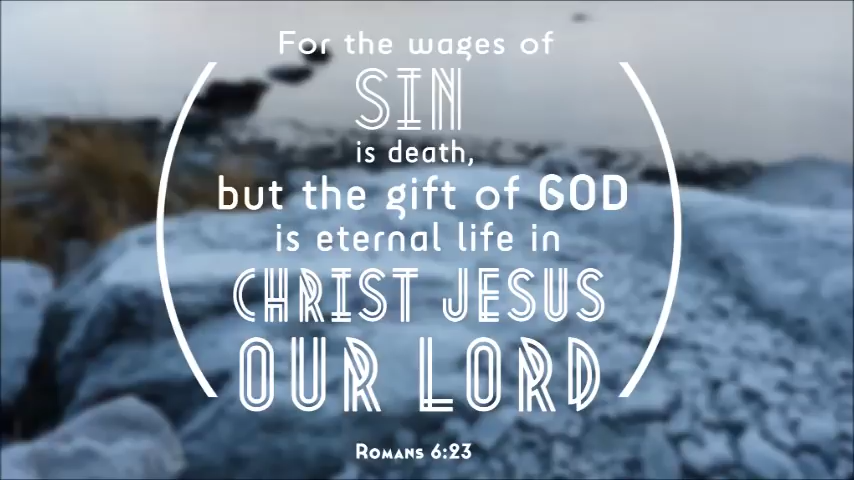 For the wages of
SIN
is death,
but the gift of GOD
is eternal life in
CHRIST JESUS
OUR LORD
Romans 6:23